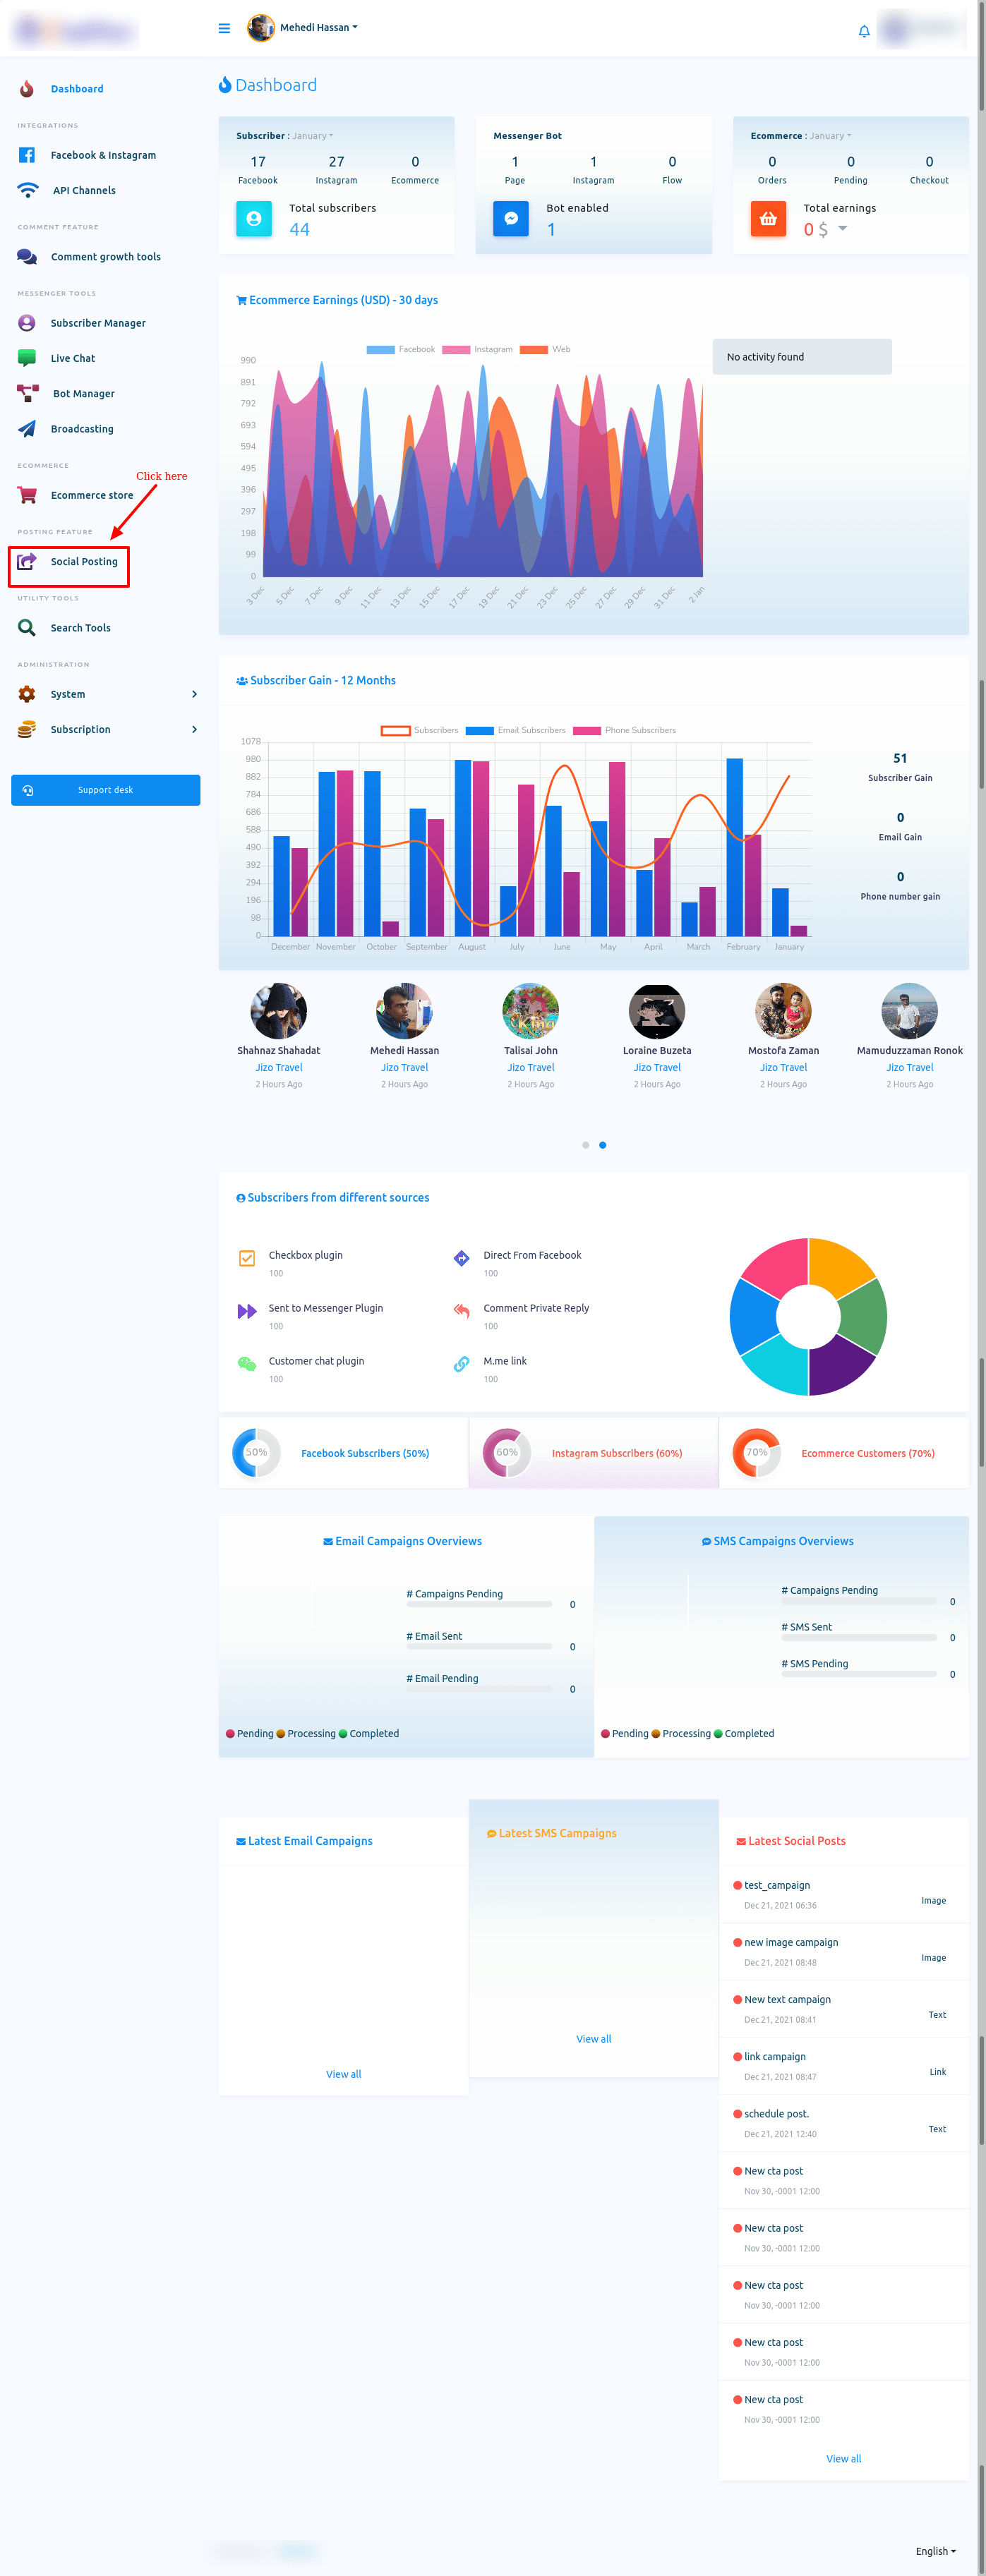 Mehedi Hassan
Dashboard
INTEGRATIONS
Facebook & Instagram
API Channels
COMMENT FEATURE
Comment growth tools
MESSENGER TOOLS
Subscriber Manager
Live Chat
Bot Manager
Broadcasting
ECOMMERCE
Click here
Ecommerce store
POSTING FEATURE
Social Posting
UTILITY TOOLS
Search Tools
ADMINISTRATION
System
Subscription
Support desk
Dashboard
Subscriber : January
17 27 0
Facebook Instagram Ecommerce
Total subscribers
44
Messenger Bot
1 1 0
Page Instagram Flow
Bot enabled
1
Ecommerce : January
0 0 0
Orders Pending Checkout
Total earnings
0 $
Ecommerce Earnings (USD) - 30 days
Facebook Instagram Web
990
891
792
693
594
495
396
297
198
99
0
3 Dec 5 Dec 7 Dec 9 Dec 11 Dec 13 Dec 15 Dec 17 Dec 19 Dec 21 Dec 23 Dec 25 Dec 27 Dec 29 Dec 31 Dec 2 Jan
No activity found
Subscriber Gain - 12 Months
Subscribers Email Subscribers Phone Subscribers
1078
980
882
784
686
588
490
392
294
196
98
0
December November October September August July June May April March February January
51
Subscriber Gain
0
Email Gain
0
Phone number gain
Shahnaz Shahadat Mehedi Hassan Talisai John Loraine Buzeta Mostofa Zaman Mamuduzzaman Ronok
Jizo Travel Jizo Travel Jizo Travel Jizo Travel Jizo Travel Jizo Travel
2 Hours Ago 2 Hours Ago 2 Hours Ago 2 Hours Ago 2 Hours Ago 2 Hours Ago
Subscribers from different sources
Checkbox plugin Direct From Facebook
100 100
Sent to Messenger Plugin Comment Private Reply
100 100
Customer chat plugin M.me link
100 100
50% Facebook Subscribers (50%)
60% Instagram Subscribers (60%)
70% Ecommerce Customers (70%)
Email Campaigns Overviews
# Campaigns Pending
0
# Email Sent
0
# Email Pending
0
Pending Processing Completed
SMS Campaigns Overviews
# Campaigns Pending
0
# SMS Sent
0
# SMS Pending
0
Pending Processing Completed
Latest Email Campaigns
View all
Latest SMS Campaigns
View all
Latest Social Posts
test_campaign
Dec 21, 2021 06:36
Image
new image campaign
Dec 21, 2021 08:48
Image
New text campaign
Dec 21, 2021 08:41
Text
link campaign
Dec 21, 2021 08:47
Link
schedule post.
Dec 21, 2021 12:40
Text
New cta post
Nov 30, -0001 12:00
New cta post
Nov 30, -0001 12:00
New cta post
Nov 30, -0001 12:00
New cta post
Nov 30, -0001 12:00
New cta post
Nov 30, -0001 12:00
View all
English